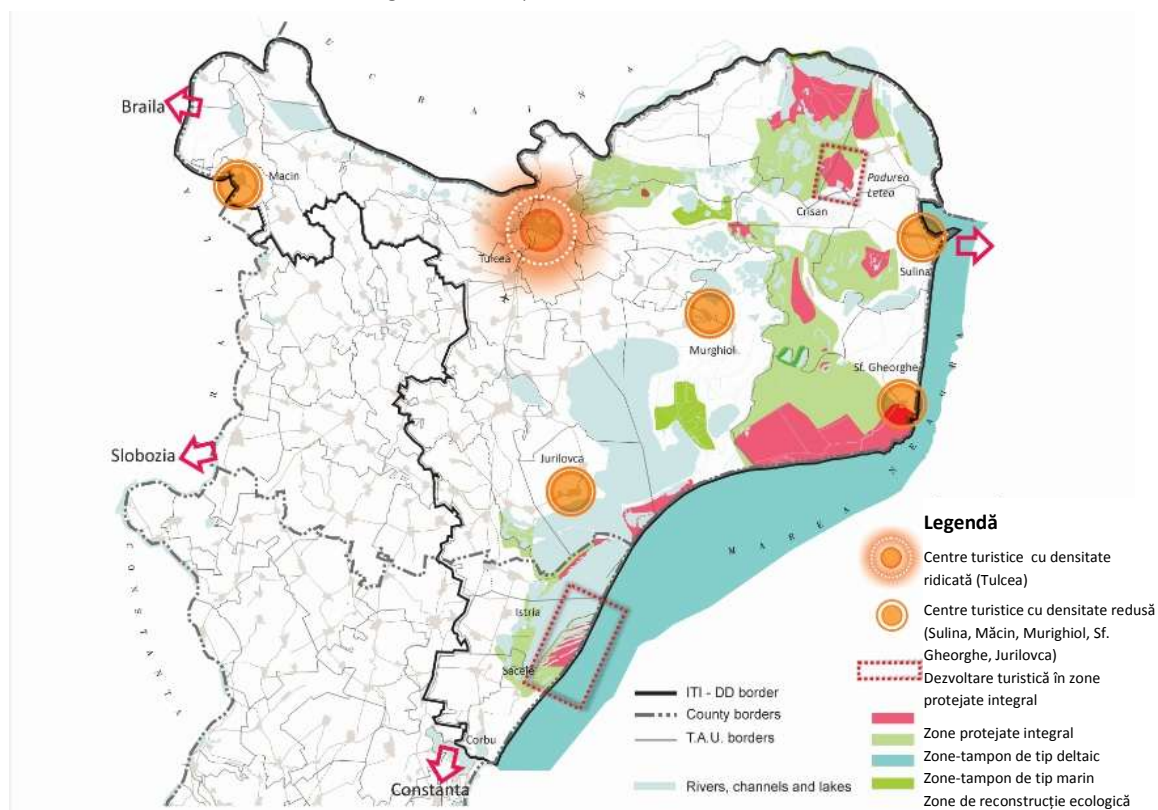 U C R A I N A
Braila
Macin
Padurea
Letea
Crisan
Tulcea
Sulina
Murghiol
Sf. Gheorghe
B R A I L A
M A R E A N E A G R A
Slobozia
Jurilovca
C O N S T A N T A
Istria
Sacele
Corbu
Constanta
ITI - DD border
County borders
T.A.U. borders
Rivers, channels and lakes
Legendă
Centre turistice cu densitate
ridicată (Tulcea)
Centre turistice cu densitate redusă
(Sulina, Măcin, Murighiol, Sf.
Gheorghe, Jurilovca)
Dezvoltare turistică în zone
protejate integral
Zone protejate integral
Zone-tampon de tip deltaic
Zone-tampon de tip marin
Zone de reconstrucție ecologică